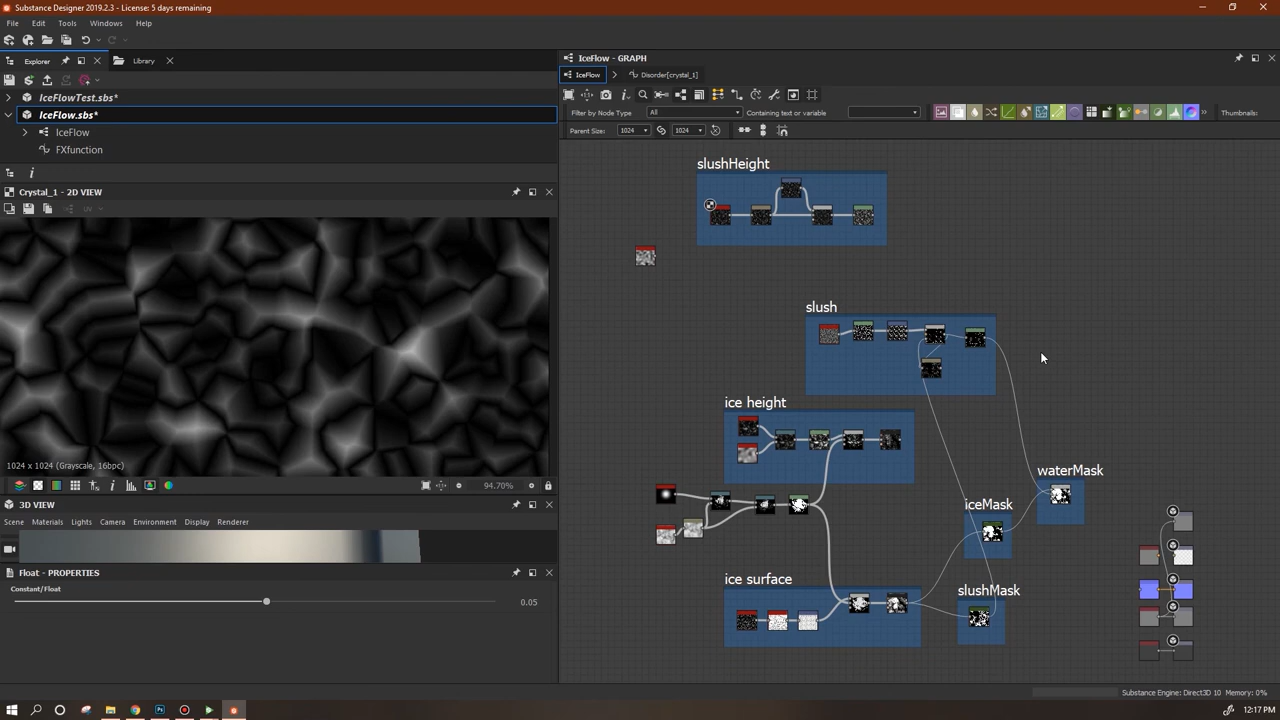 Substance Designer 2019.2.3 - License: 5 days remaining
File Edit Tools Windows Help
Explorer
Library
IceFlowTest.sbs*
IceFlow.sbs*
IceFlow
FXfunction
Crystal_1 - 2D VIEW
uv
1024 x 1024 (Grayscale, 16bpc)
94.70%
3D VIEW
Scene Materials Lights Camera Environment Display Renderer
Float - PROPERTIES
Constant/Float
0.05
IceFlow - GRAPH
IceFlow
Disorder[crystal_1]
Filter by Node Type
All
Containing text or variable
Thumbnails:
Parent Size:
1024
1024
slushHeight
slush
ice height
waterMask
iceMask
ice surface
slushMask
Substance Engine: Direct3D 10 Memory: 0%
12:17 PM